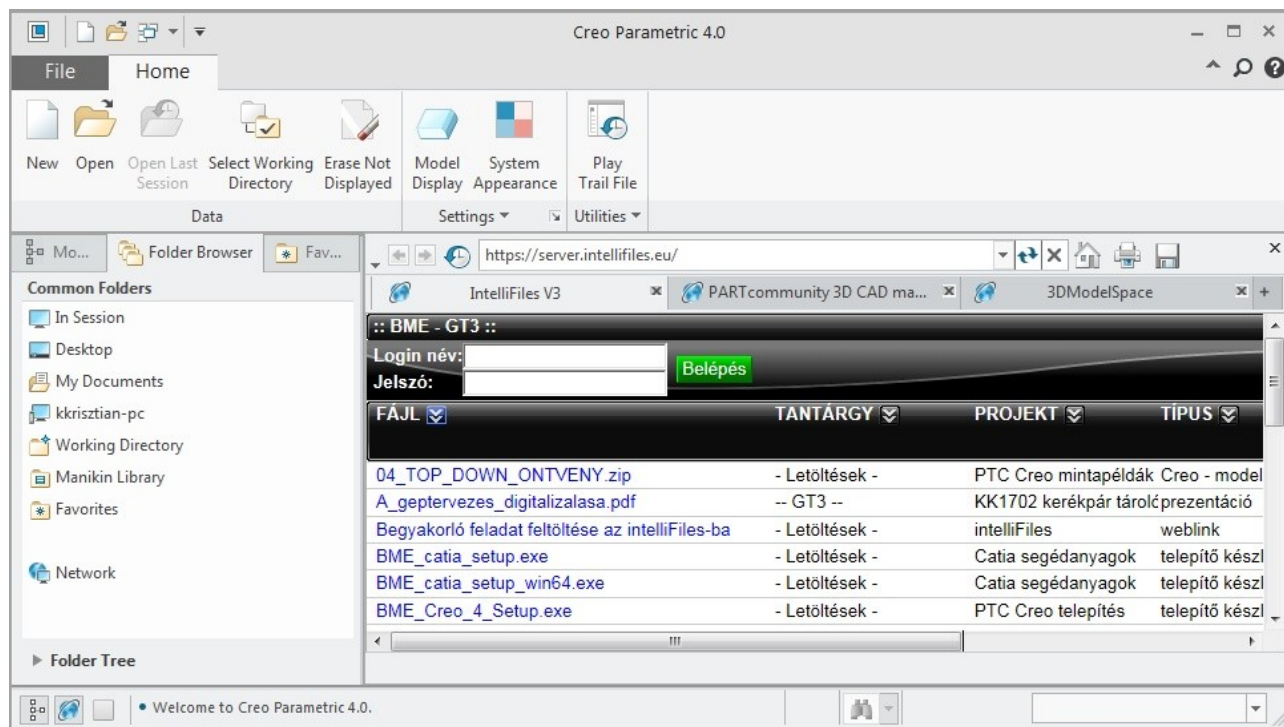 Creo Parametric 4.0
File Home
New Open Open Last Session Select Working Directory Erase Not Displayed Model Display System Appearance Play Trail File
Data Settings Utilities
Mo... Folder Browser Fav...
https://server.intellifiles.eu/
IntelliFiles V3 PARTcommunity 3D CAD ma... 3DModelSpace
Common Folders
In Session
Desktop
My Documents
kkrisztian-pc
Working Directory
Manikin Library
Favorites
Network
Folder Tree
:: BME - GT3 ::
Login név:
Jelszó:
Belépés
FÁJL TANTÁRGY PROJEKT TÍPUS
04_TOP_DOWN_ONTVENY.zip - Letöltések - PTC Creo mintapéldák Creo - model
A_geptervezes_digitalizalasa.pdf -- GT3 -- KK1702 kerékpár tároló prezentáció
Begyakorló feladat feltöltése az intelliFiles-ba - Letöltések - intelliFiles weblink
BME_catia_setup.exe - Letöltések - Catia segédanyagok telepítő készl
BME_catia_setup_win64.exe - Letöltések - Catia segédanyagok telepítő készl
BME_Creo_4_Setup.exe - Letöltések - PTC Creo telepítés telepítő készl
• Welcome to Creo Parametric 4.0.